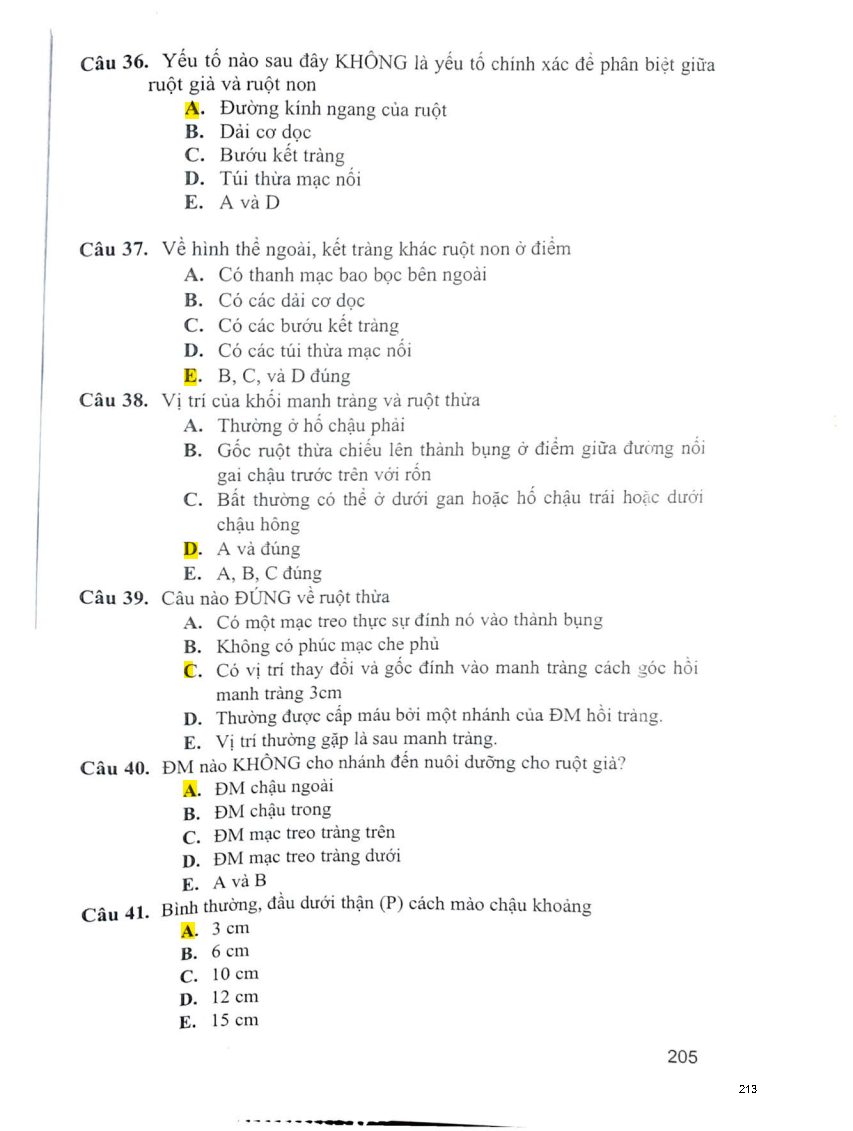 Câu 36. Yếu tố nào sau đây KHÔNG là yếu tố chính xác để phân biệt giữa
ruột già và ruột non
A. Đường kính ngang của ruột
B. Dải cơ dọc
C. Bướu kết tràng
D. Túi thừa mạc nối
E. A và D
Câu 37. Về hình thể ngoài, kết tràng khác ruột non ở điểm
A. Có thanh mạc bao bọc bên ngoài
B. Có các dải cơ dọc
C. Có các bướu kết tràng
D. Có các túi thừa mạc nối
E. B, C, và D đúng
Câu 38. Vị trí của khối manh tràng và ruột thừa
A. Thường ở hố chậu phải
B. Gốc ruột thừa chiếu lên thành bụng ở điểm giữa đường nối
gai chậu trước trên với rốn
C. Bất thường có thể ở dưới gan hoặc hố chậu trái hoặc dưới
chậu hông
D. A và đúng
E. A, B, C đúng
Câu 39. Câu nào ĐÚNG về ruột thừa
A. Có một mạc treo thực sự đính nó vào thành bụng
B. Không có phúc mạc che phủ
C. Có vị trí thay đổi và gốc đính vào manh tràng cách góc hồi
manh tràng 3cm
D. Thường được cấp máu bởi một nhánh của ĐM hồi tràng.
E. Vị trí thường gặp là sau manh tràng.
Câu 40. ĐM nào KHÔNG cho nhánh đến nuôi dưỡng cho ruột già?
A. ĐM chậu ngoài
B. ĐM chậu trong
C. ĐM mạc treo tràng trên
D. ĐM mạc treo tràng dưới
E. A và B
Câu 41. Bình thường, đầu dưới thận (P) cách mào chậu khoảng
A. 3 cm
B. 6 cm
C. 10 cm
D. 12 cm
E. 15 cm
205
213